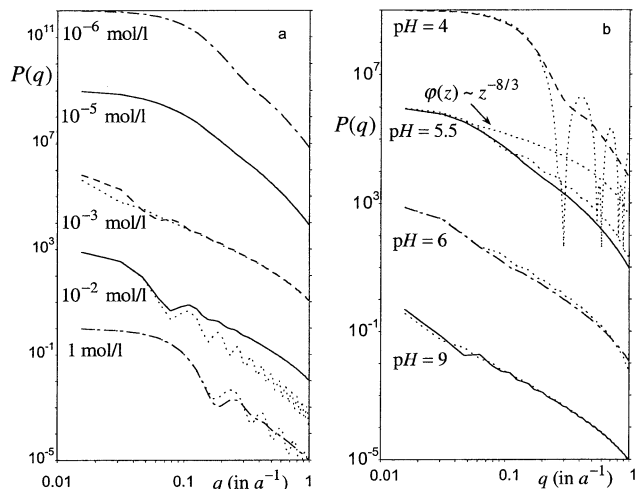 a
10^11
10^-6 mol/l
P(q)
10^-5 mol/l
10^7
10^-3 mol/l
10^3
10^-2 mol/l
10^-1
1 mol/l
10^-5
0.01
0.1
1
q (in a^-1)
b
pH = 4
10^7
φ(z) ~ z^-8/3
P(q)
pH = 5.5
10^3
pH = 6
10^-1
pH = 9
10^-5
0.01
0.1
1
q (in a^-1)